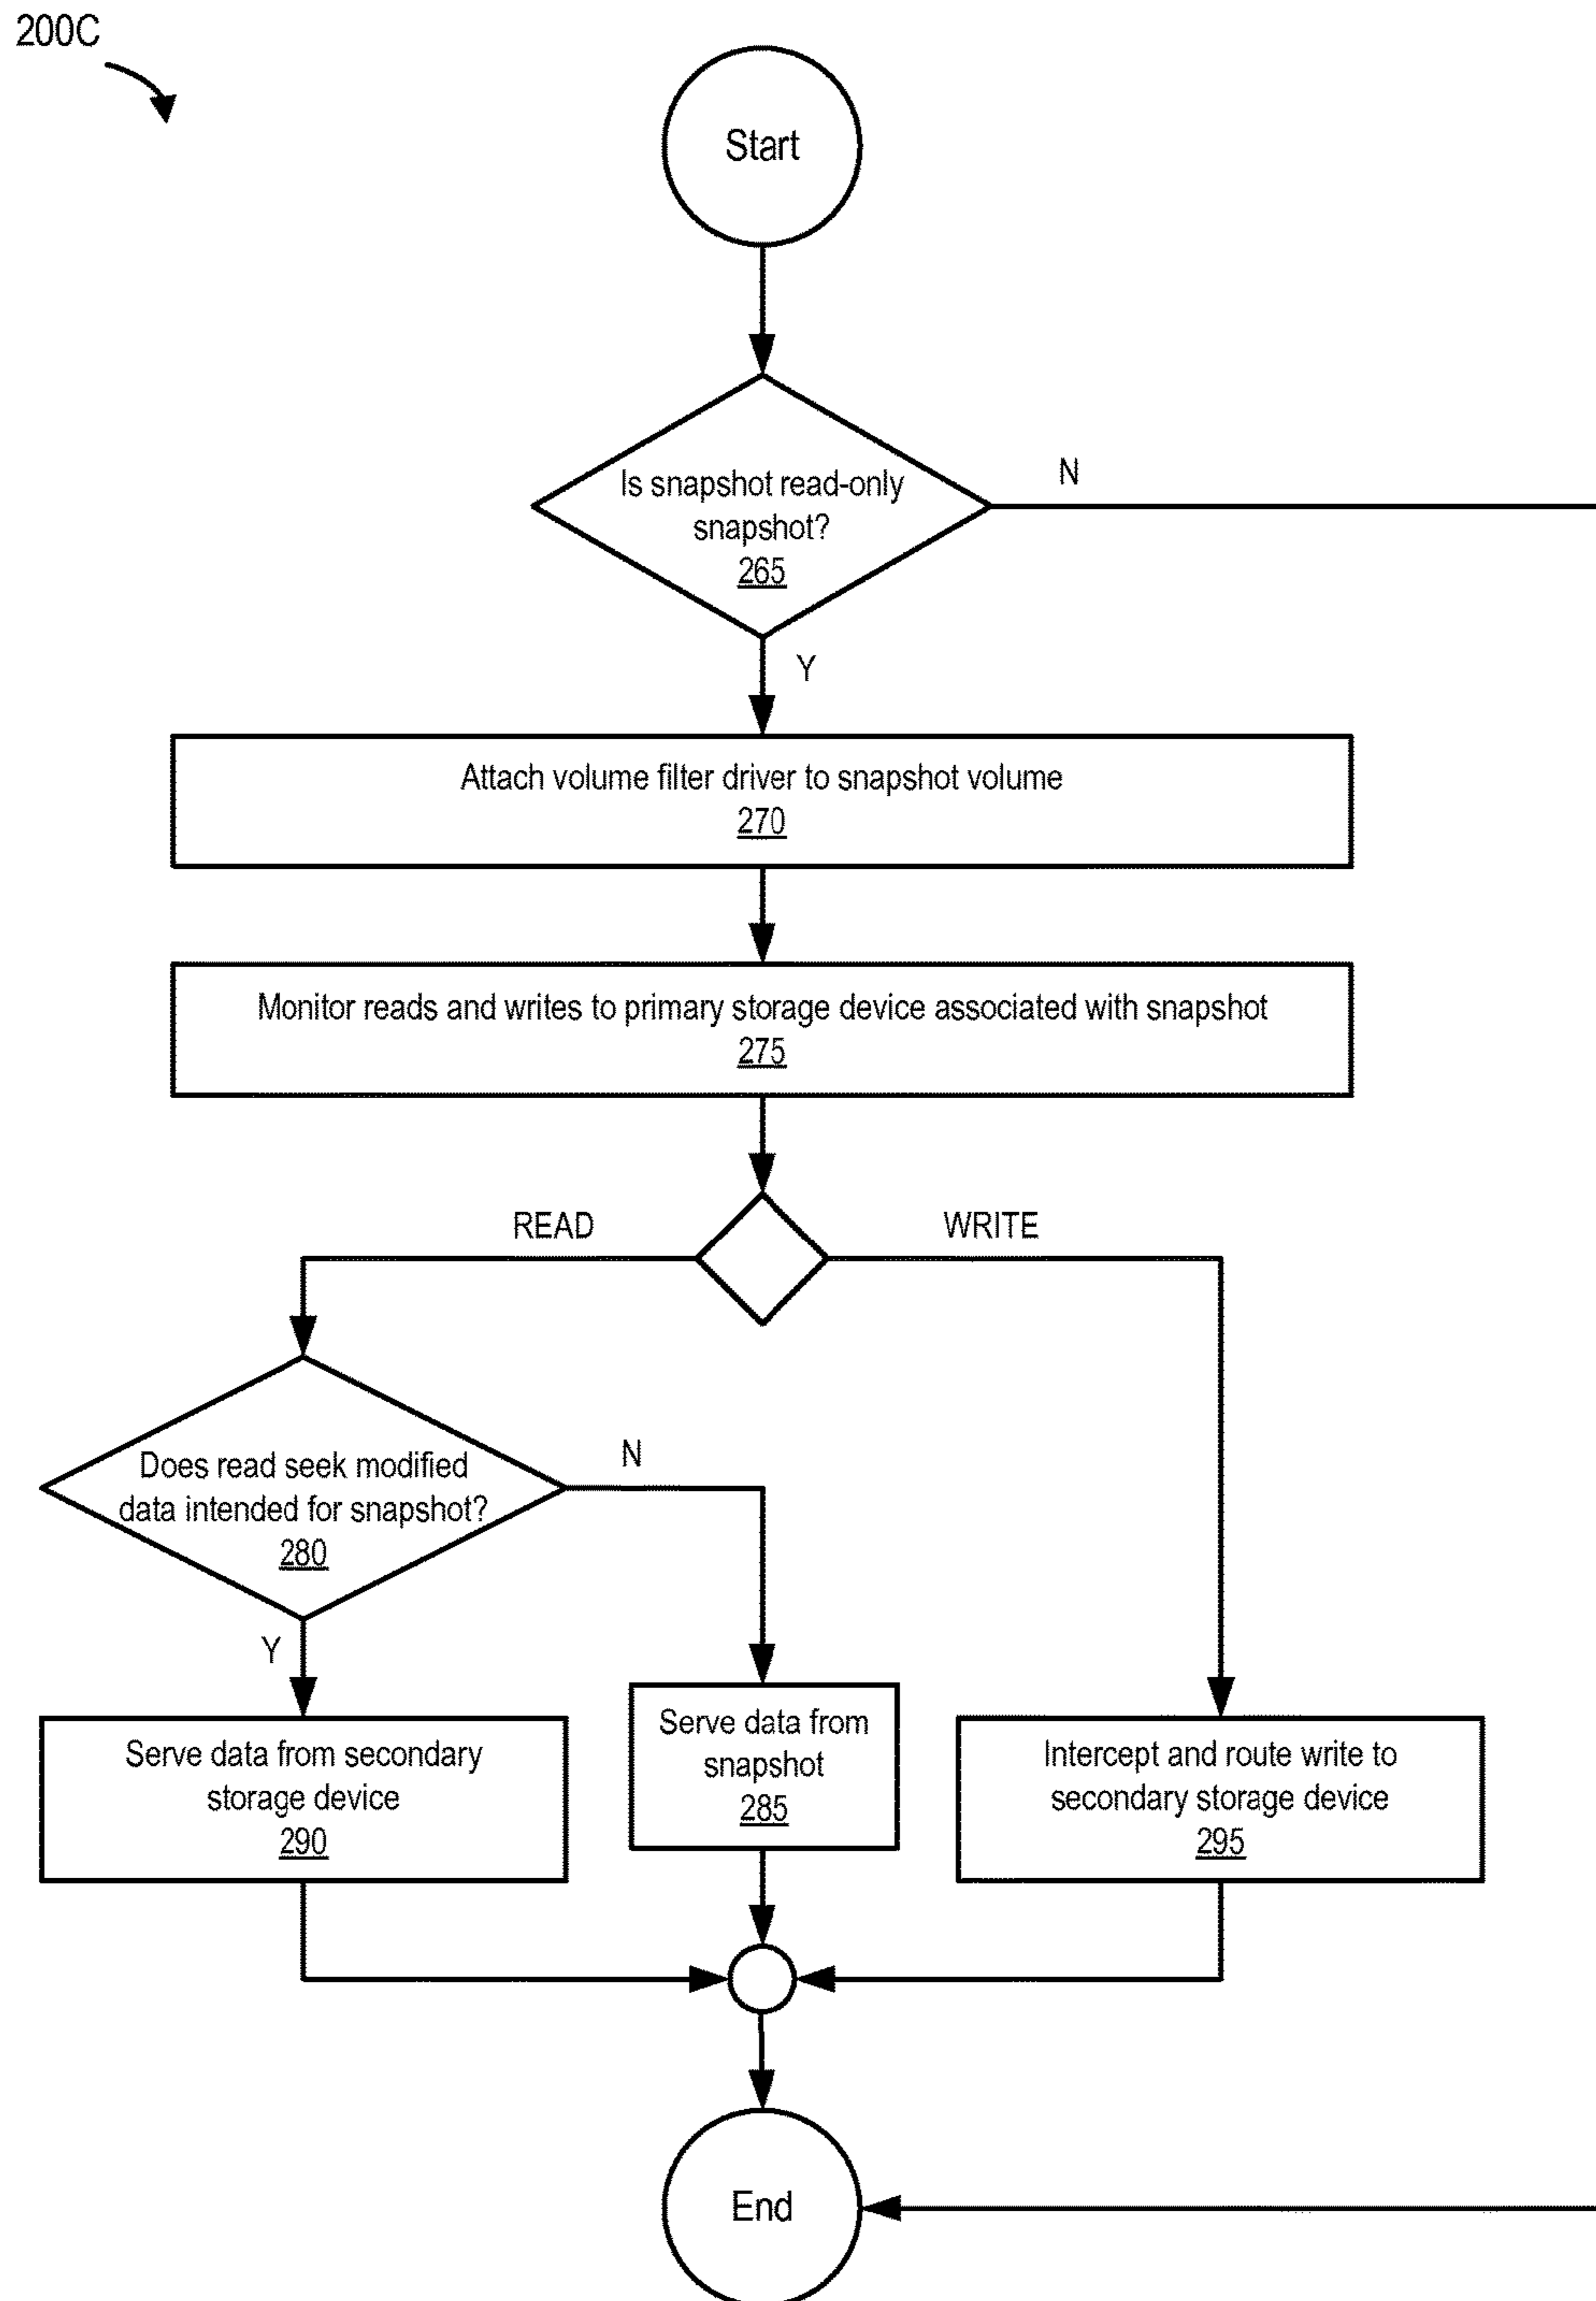 200C
Start
Is snapshot read-only
snapshot?
265
N
Y
Attach volume filter driver to snapshot volume
270
Monitor reads and writes to primary storage device associated with snapshot
275
READ
WRITE
Does read seek modified
data intended for snapshot?
280
N
Y
Serve data from secondary
storage device
290
Serve data from
snapshot
285
Intercept and route write to
secondary storage device
295
End